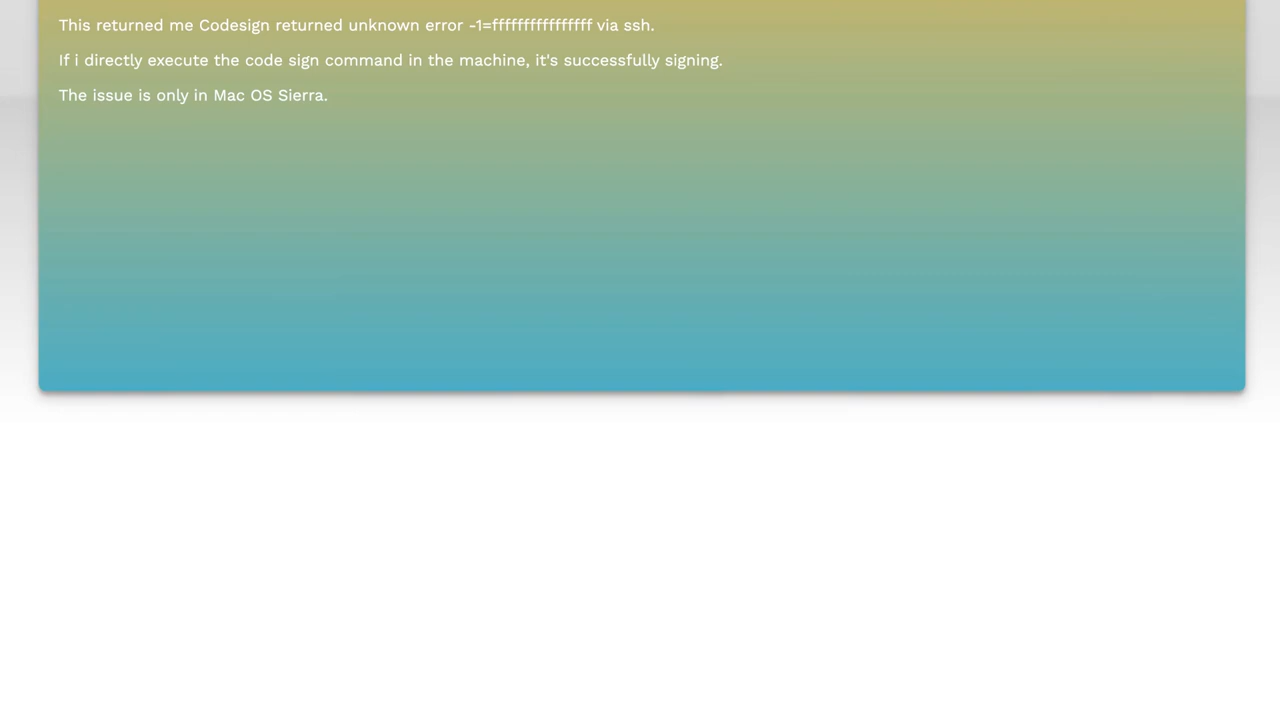 This returned me Codesign returned unknown error -1=ffffffffffffffff via ssh.
If i directly execute the code sign command in the machine, it's successfully signing.
The issue is only in Mac OS Sierra.